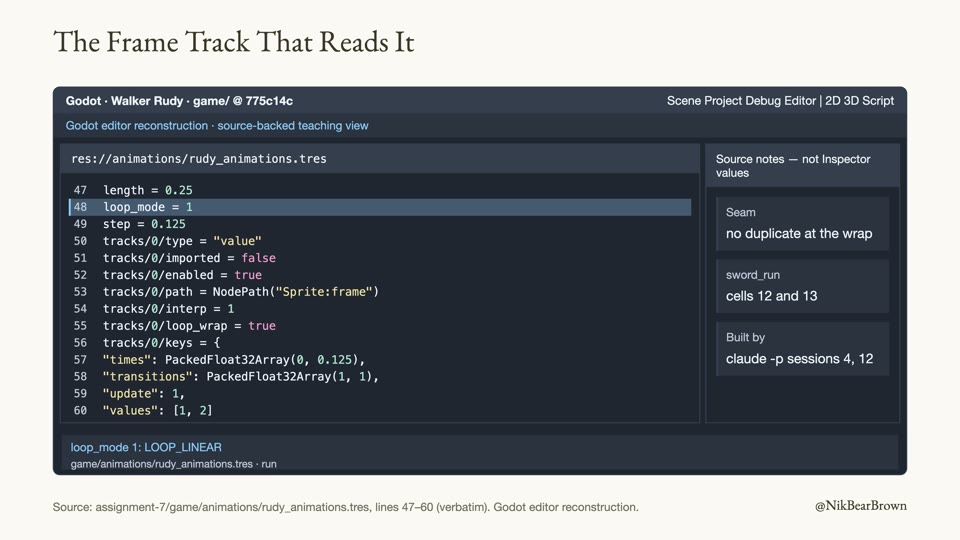 The Frame Track That Reads It
Godot · Walker Rudy · game/ @ 775c14c
Scene Project Debug Editor | 2D 3D Script
Godot editor reconstruction · source-backed teaching view
res://animations/rudy_animations.tres
47 length = 0.25
48 loop_mode = 1
49 step = 0.125
50 tracks/0/type = "value"
51 tracks/0/imported = false
52 tracks/0/enabled = true
53 tracks/0/path = NodePath("Sprite:frame")
54 tracks/0/interp = 1
55 tracks/0/loop_wrap = true
56 tracks/0/keys = {
57 "times": PackedFloat32Array(0, 0.125),
58 "transitions": PackedFloat32Array(1, 1),
59 "update": 1,
60 "values": [1, 2]
Source notes — not Inspector
values
Seam
no duplicate at the wrap
sword_run
cells 12 and 13
Built by
claude -p sessions 4, 12
loop_mode 1: LOOP_LINEAR
game/animations/rudy_animations.tres · run
Source: assignment-7/game/animations/rudy_animations.tres, lines 47–60 (verbatim). Godot editor reconstruction.
@NikBearBrown